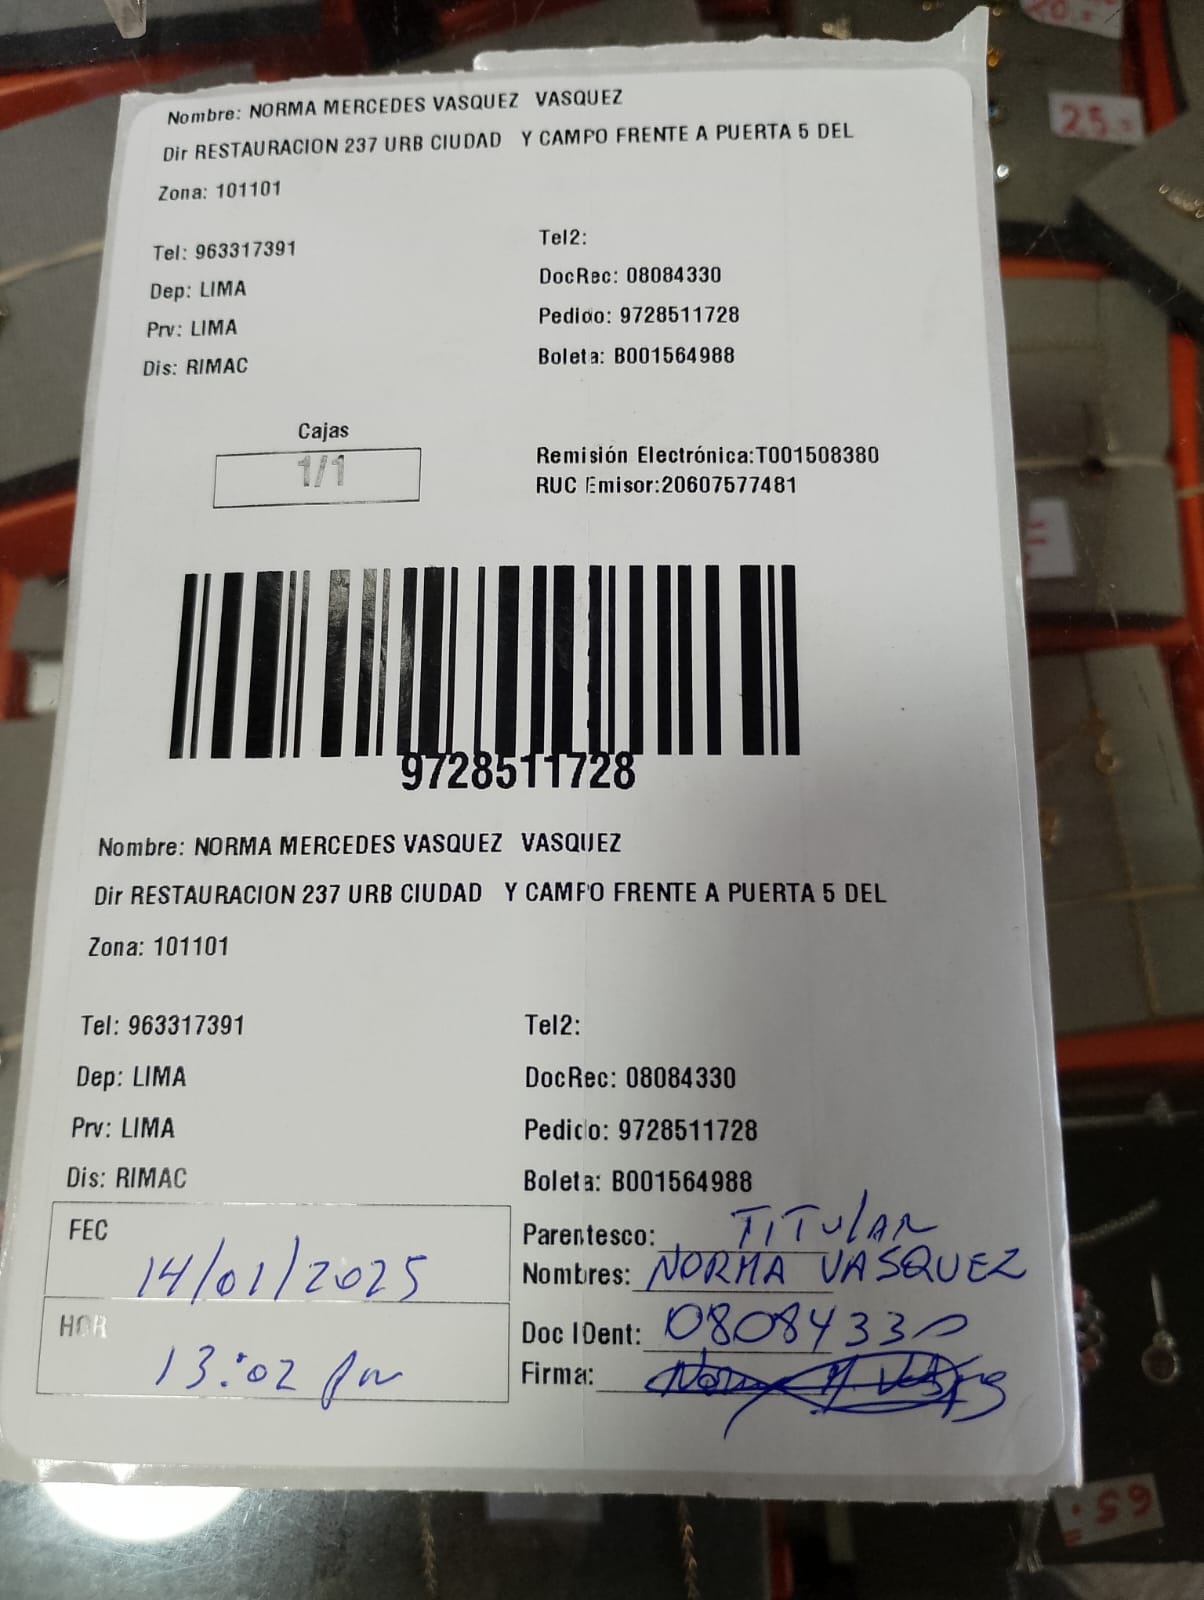 Nombre: NORMA MERCEDES VASQUEZ VASQUEZ
Dir RESTAURACION 237 URB CIUDAD Y CAMPO FRENTE A PUERTA 5 DEL
Zona: 101101
Tel: 963317391 Tel2:
Dep: LIMA DocRec: 08084330
Prv: LIMA Pedido: 9728511728
Dis: RIMAC Boleta: B001564988
Cajas
1/1
Remisión Electrónica:T001508380
RUC Emisor:20607577481
9728511728
Nombre: NORMA MERCEDES VASQUEZ VASQUEZ
Dir RESTAURACION 237 URB CIUDAD Y CAMPO FRENTE A PUERTA 5 DEL
Zona: 101101
Tel: 963317391 Tel2:
Dep: LIMA DocRec: 08084330
Prv: LIMA Pedido: 9728511728
Dis: RIMAC Boleta: B001564988
FEC 14/01/2025
HOR 13:02 pm
Parentesco: TITULAR
Nombres: NORMA VASQUEZ
Doc IDent: 08084330
Firma:
25.=
59